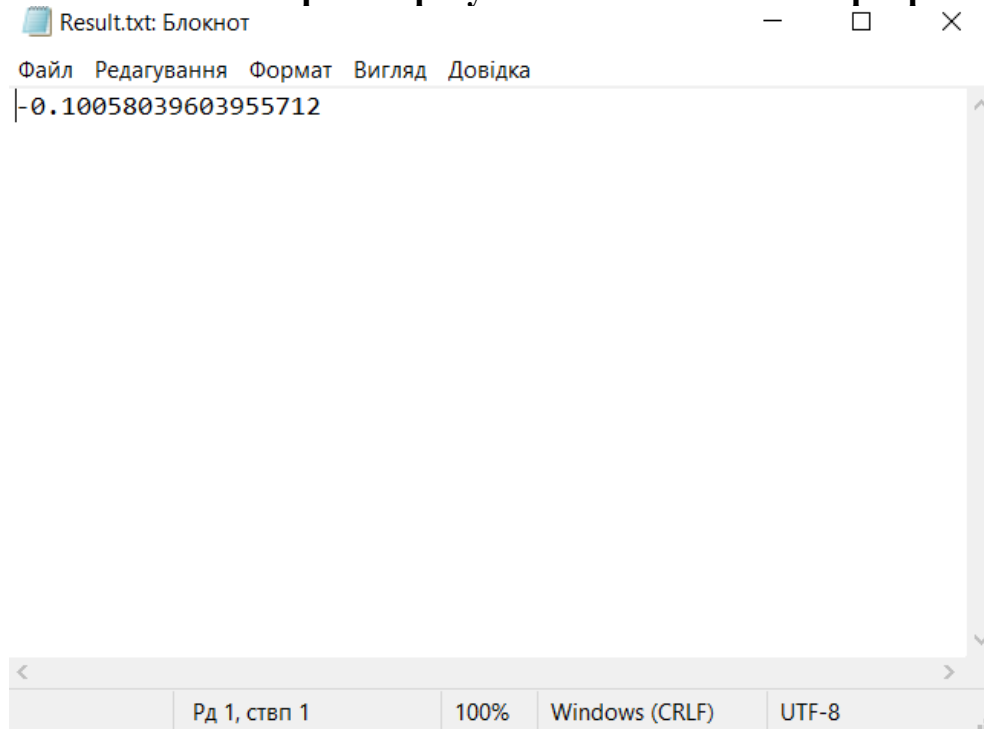 Result.txt: Блокнот
Файл Редагування Формат Вигляд Довідка
-0.10058039603955712
Рд 1, ствп 1 100% Windows (CRLF) UTF-8